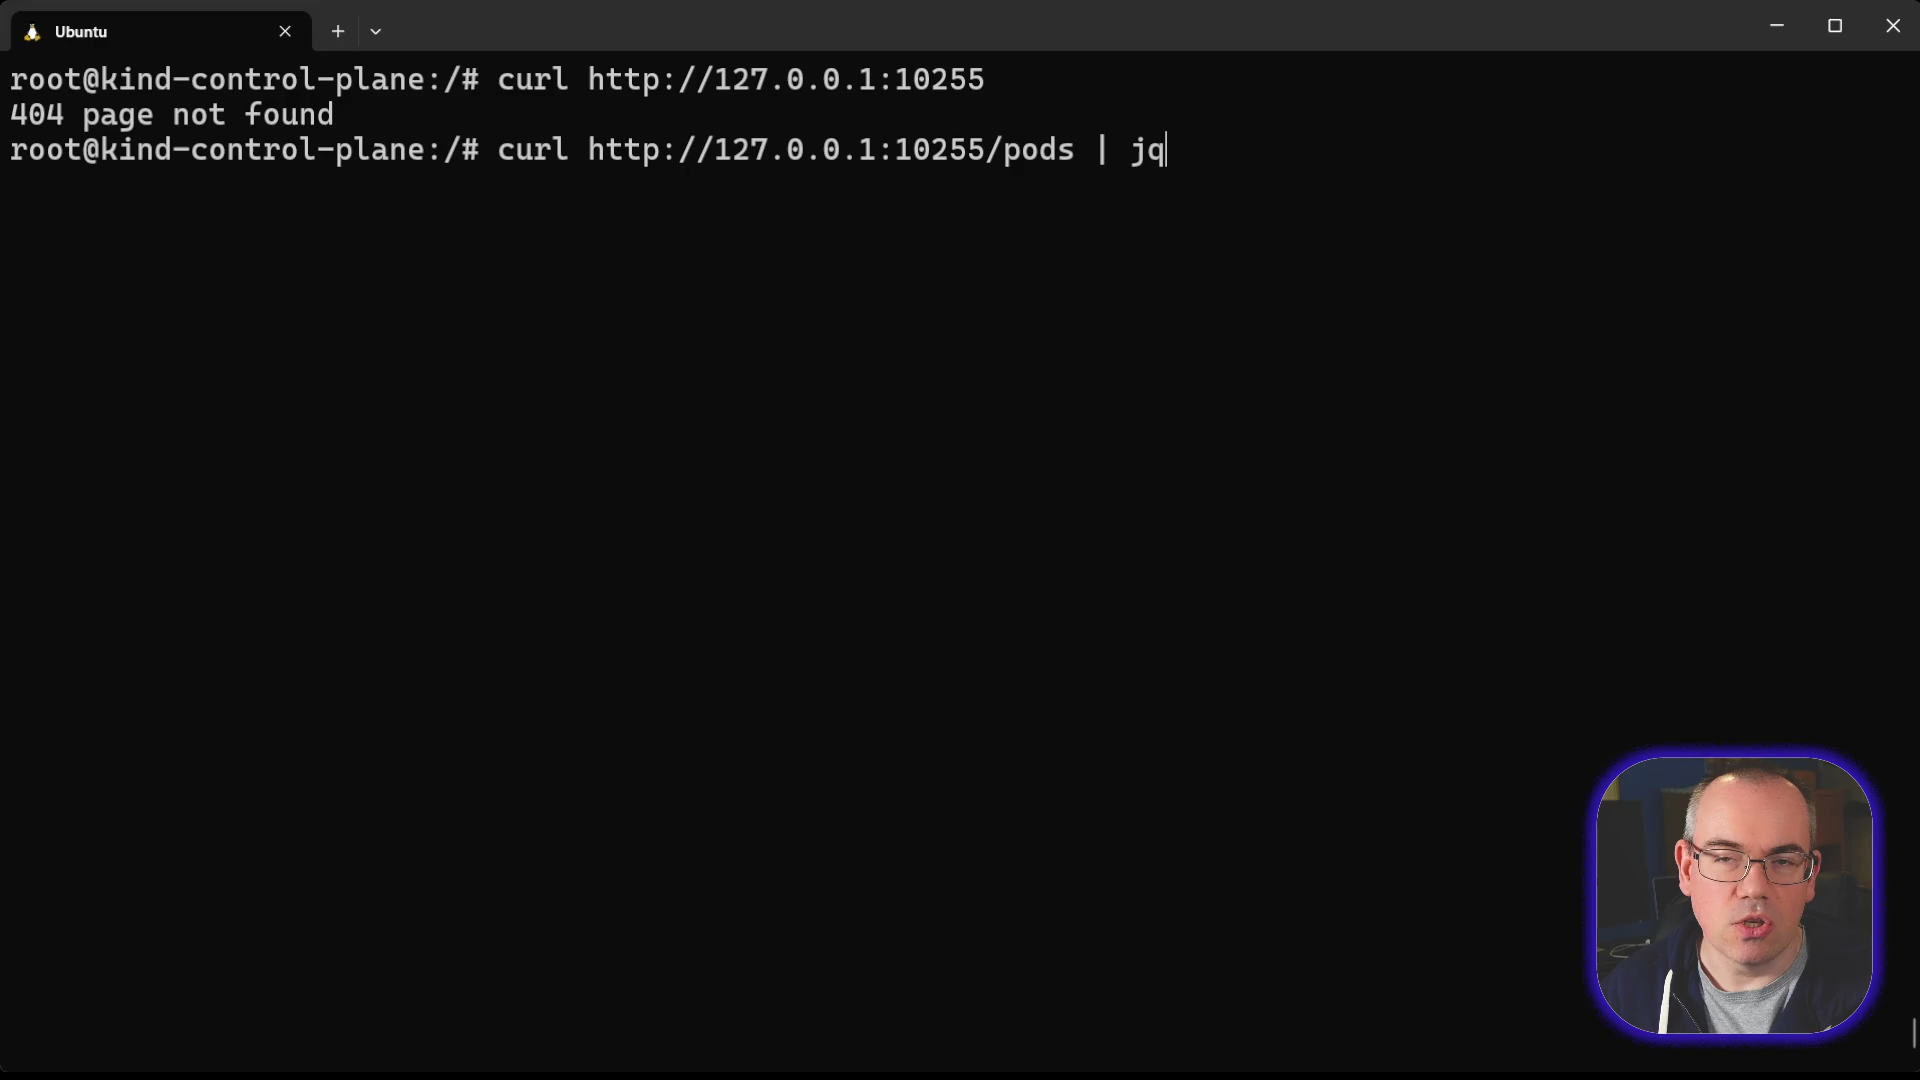 Ubuntu
root@kind-control-plane:/# curl http://127.0.0.1:10255
404 page not found
root@kind-control-plane:/# curl http://127.0.0.1:10255/pods | jq